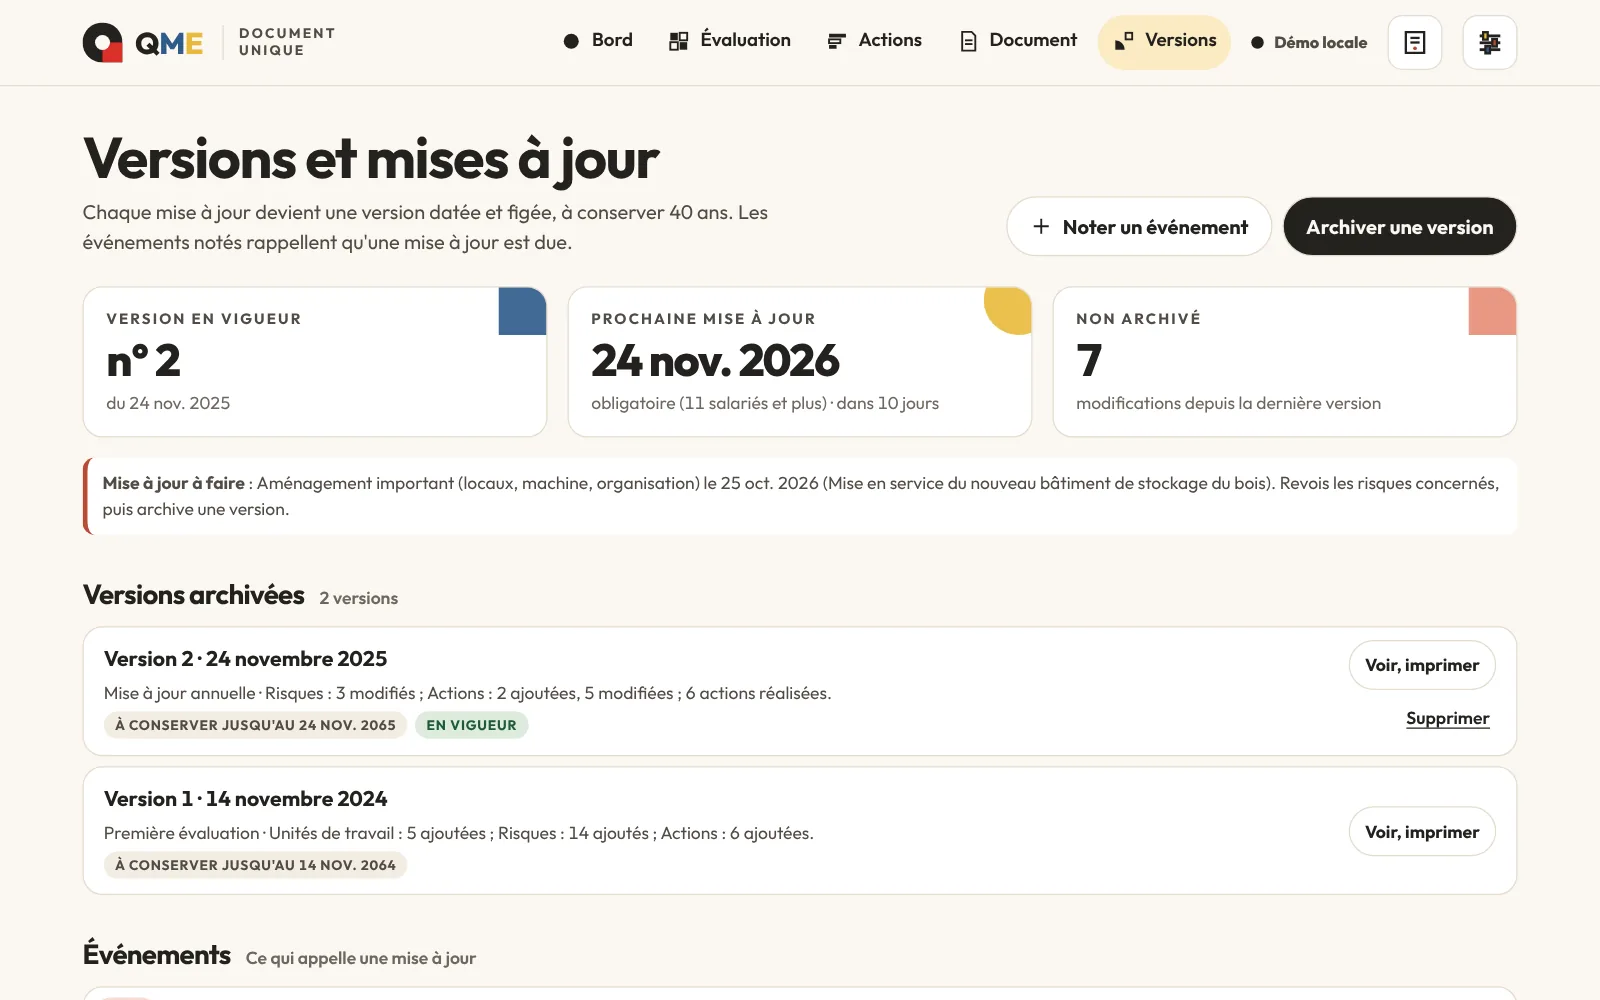 QME
DOCUMENT
UNIQUE
Bord
Évaluation
Actions
Document
Versions
Démo locale
Versions et mises à jour
Chaque mise à jour devient une version datée et figée, à conserver 40 ans. Les
événements notés rappellent qu'une mise à jour est due.
+ Noter un événement
Archiver une version
VERSION EN VIGUEUR
n° 2
du 24 nov. 2025
PROCHAINE MISE À JOUR
24 nov. 2026
obligatoire (11 salariés et plus) · dans 10 jours
NON ARCHIVÉ
7
modifications depuis la dernière version
Mise à jour à faire : Aménagement important (locaux, machine, organisation) le 25 oct. 2026 (Mise en service du nouveau bâtiment de stockage du bois). Revois les risques concernés,
puis archive une version.
Versions archivées 2 versions
Version 2 · 24 novembre 2025
Mise à jour annuelle · Risques : 3 modifiés ; Actions : 2 ajoutées, 5 modifiées ; 6 actions réalisées.
À CONSERVER JUSQU'AU 24 NOV. 2065
EN VIGUEUR
Voir, imprimer
Supprimer
Version 1 · 14 novembre 2024
Première évaluation · Unités de travail : 5 ajoutées ; Risques : 14 ajoutés ; Actions : 6 ajoutées.
À CONSERVER JUSQU'AU 14 NOV. 2064
Voir, imprimer
Événements Ce qui appelle une mise à jour